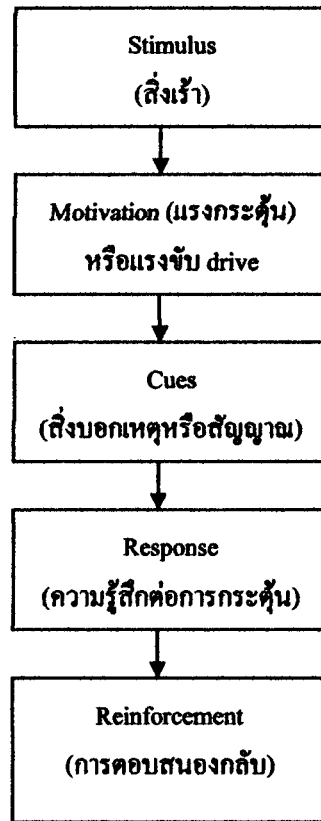 Stimulus
(สิ่งเร้า)
Motivation (แรงกระตุ้น)
หรือแรงขับ drive
Cues
(สิ่งบอกเหตุหรือสัญญาณ)
Response
(ความรู้สึกต่อการกระตุ้น)
Reinforcement
(การตอบสนองกลับ)